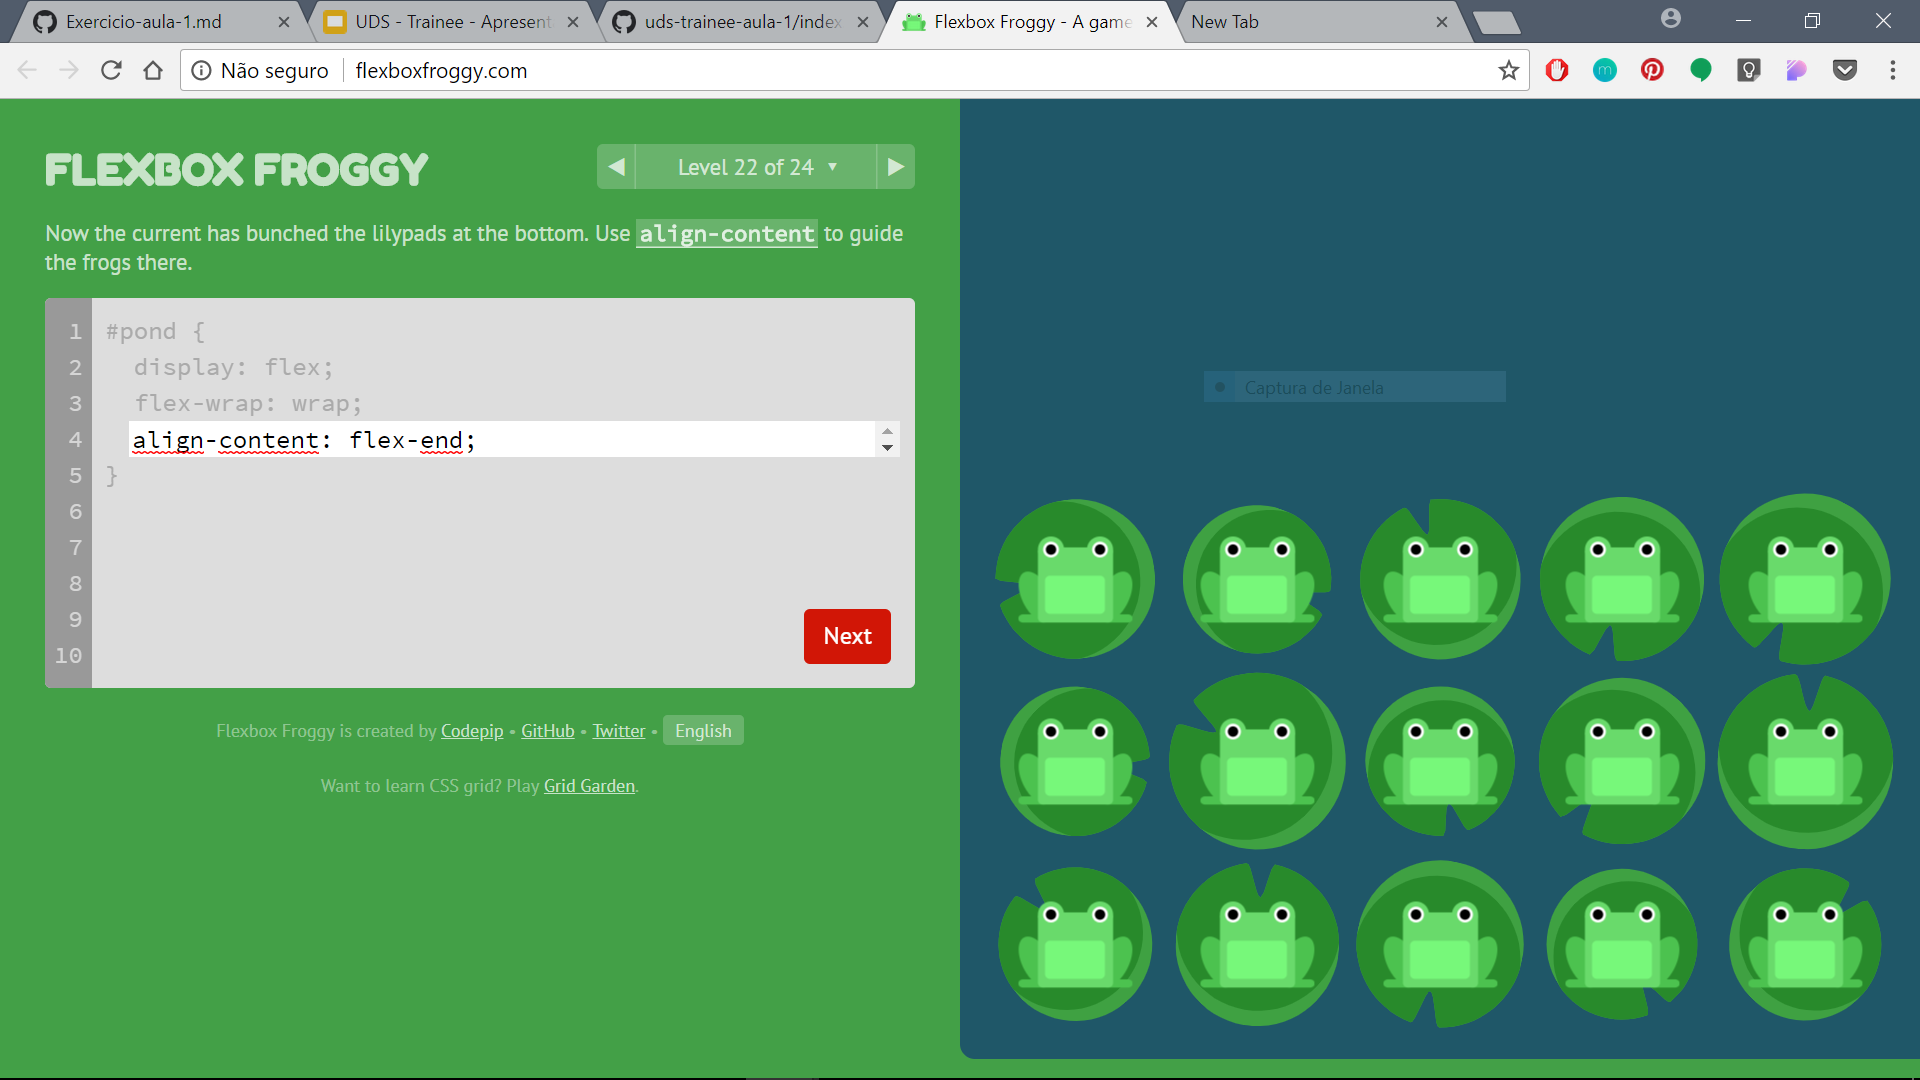 Exercicio-aula-1.md
UDS - Trainee - Apresent
uds-trainee-aula-1/index
Flexbox Froggy - A game
New Tab
Não seguro
flexboxfroggy.com
FLEXBOX FROGGY
Level 22 of 24
Now the current has bunched the lilypads at the bottom. Use align-content to guide
the frogs there.
1 #pond {
2 display: flex;
3 flex-wrap: wrap;
4 align-content: flex-end;
5 }
6
7
8
9
10
Next
Flexbox Froggy is created by Codepip • GitHub • Twitter • English
Want to learn CSS grid? Play Grid Garden.
Captura de Janela